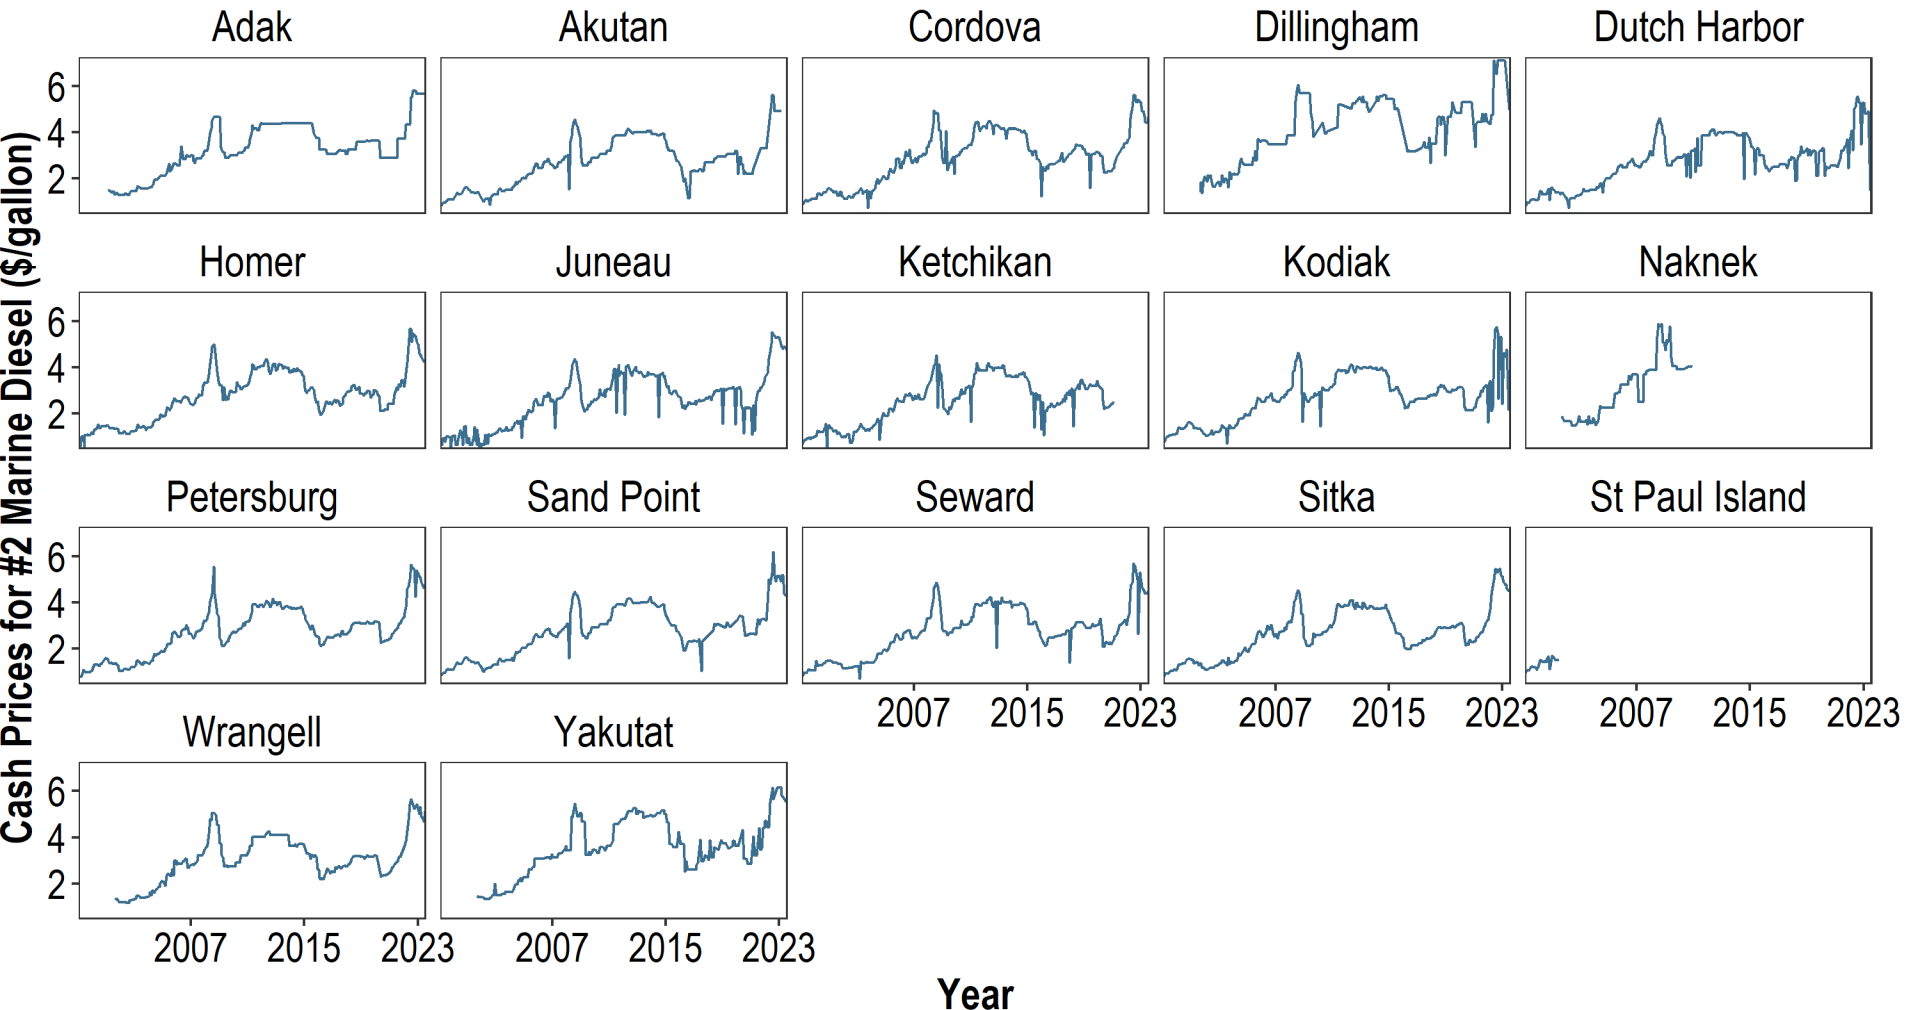 Adak Akutan Cordova Dillingham Dutch Harbor
6
4
2
Homer Juneau Ketchikan Kodiak Naknek
6
4
2
Petersburg Sand Point Seward Sitka St Paul Island
6
4
2
2007 2015 2023 2007 2015 2023 2007 2015 2023
Wrangell Yakutat
6
4
2
2007 2015 2023 2007 2015 2023
Year
Cash Prices for #2 Marine Diesel ($/gallon)